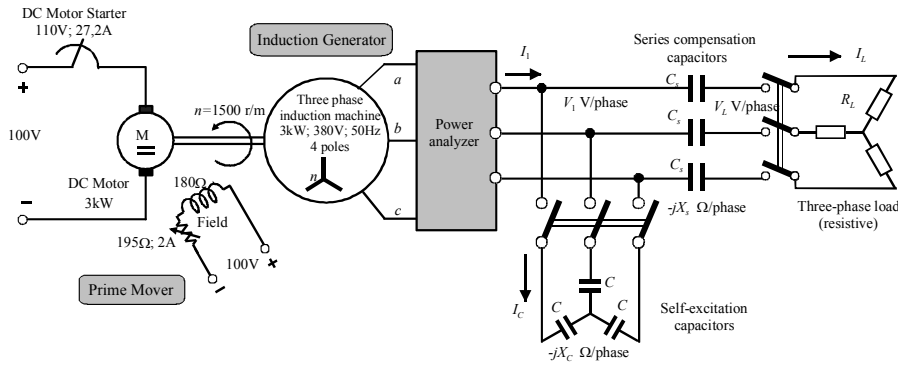 DC Motor Starter
110V; 27,2A
+
100V
−
M
DC Motor
3kW
n=1500 r/m
180Ω
Field
195Ω; 2A
100V
+
−
Prime Mover
Induction Generator
Three phase
induction machine
3kW; 380V; 50Hz
4 poles
n
a
b
c
Power
analyzer
I1
V1 V/phase
Series compensation
capacitors
Cs
Cs
Cs
-jXs Ω/phase
VL V/phase
IL
RL
Three-phase load
(resistive)
IC
C
C
C
-jXC Ω/phase
Self-excitation
capacitors